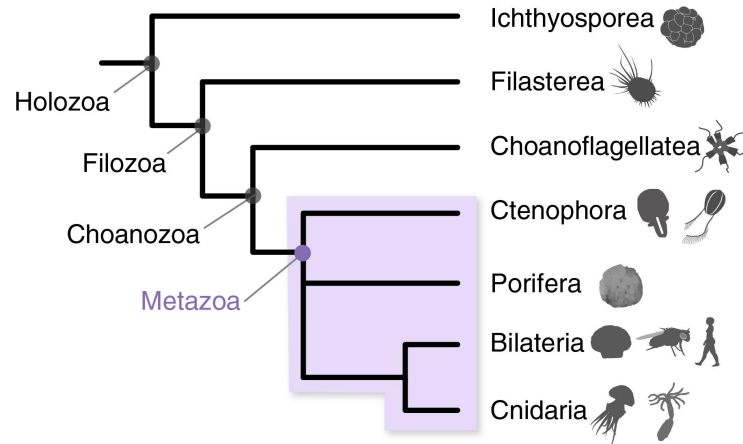 Ichthyosporea
Filasterea
Holozoa
Choanoflagellatea
Filozoa
Ctenophora
Choanozoa
Porifera
Metazoa
Bilateria
Cnidaria